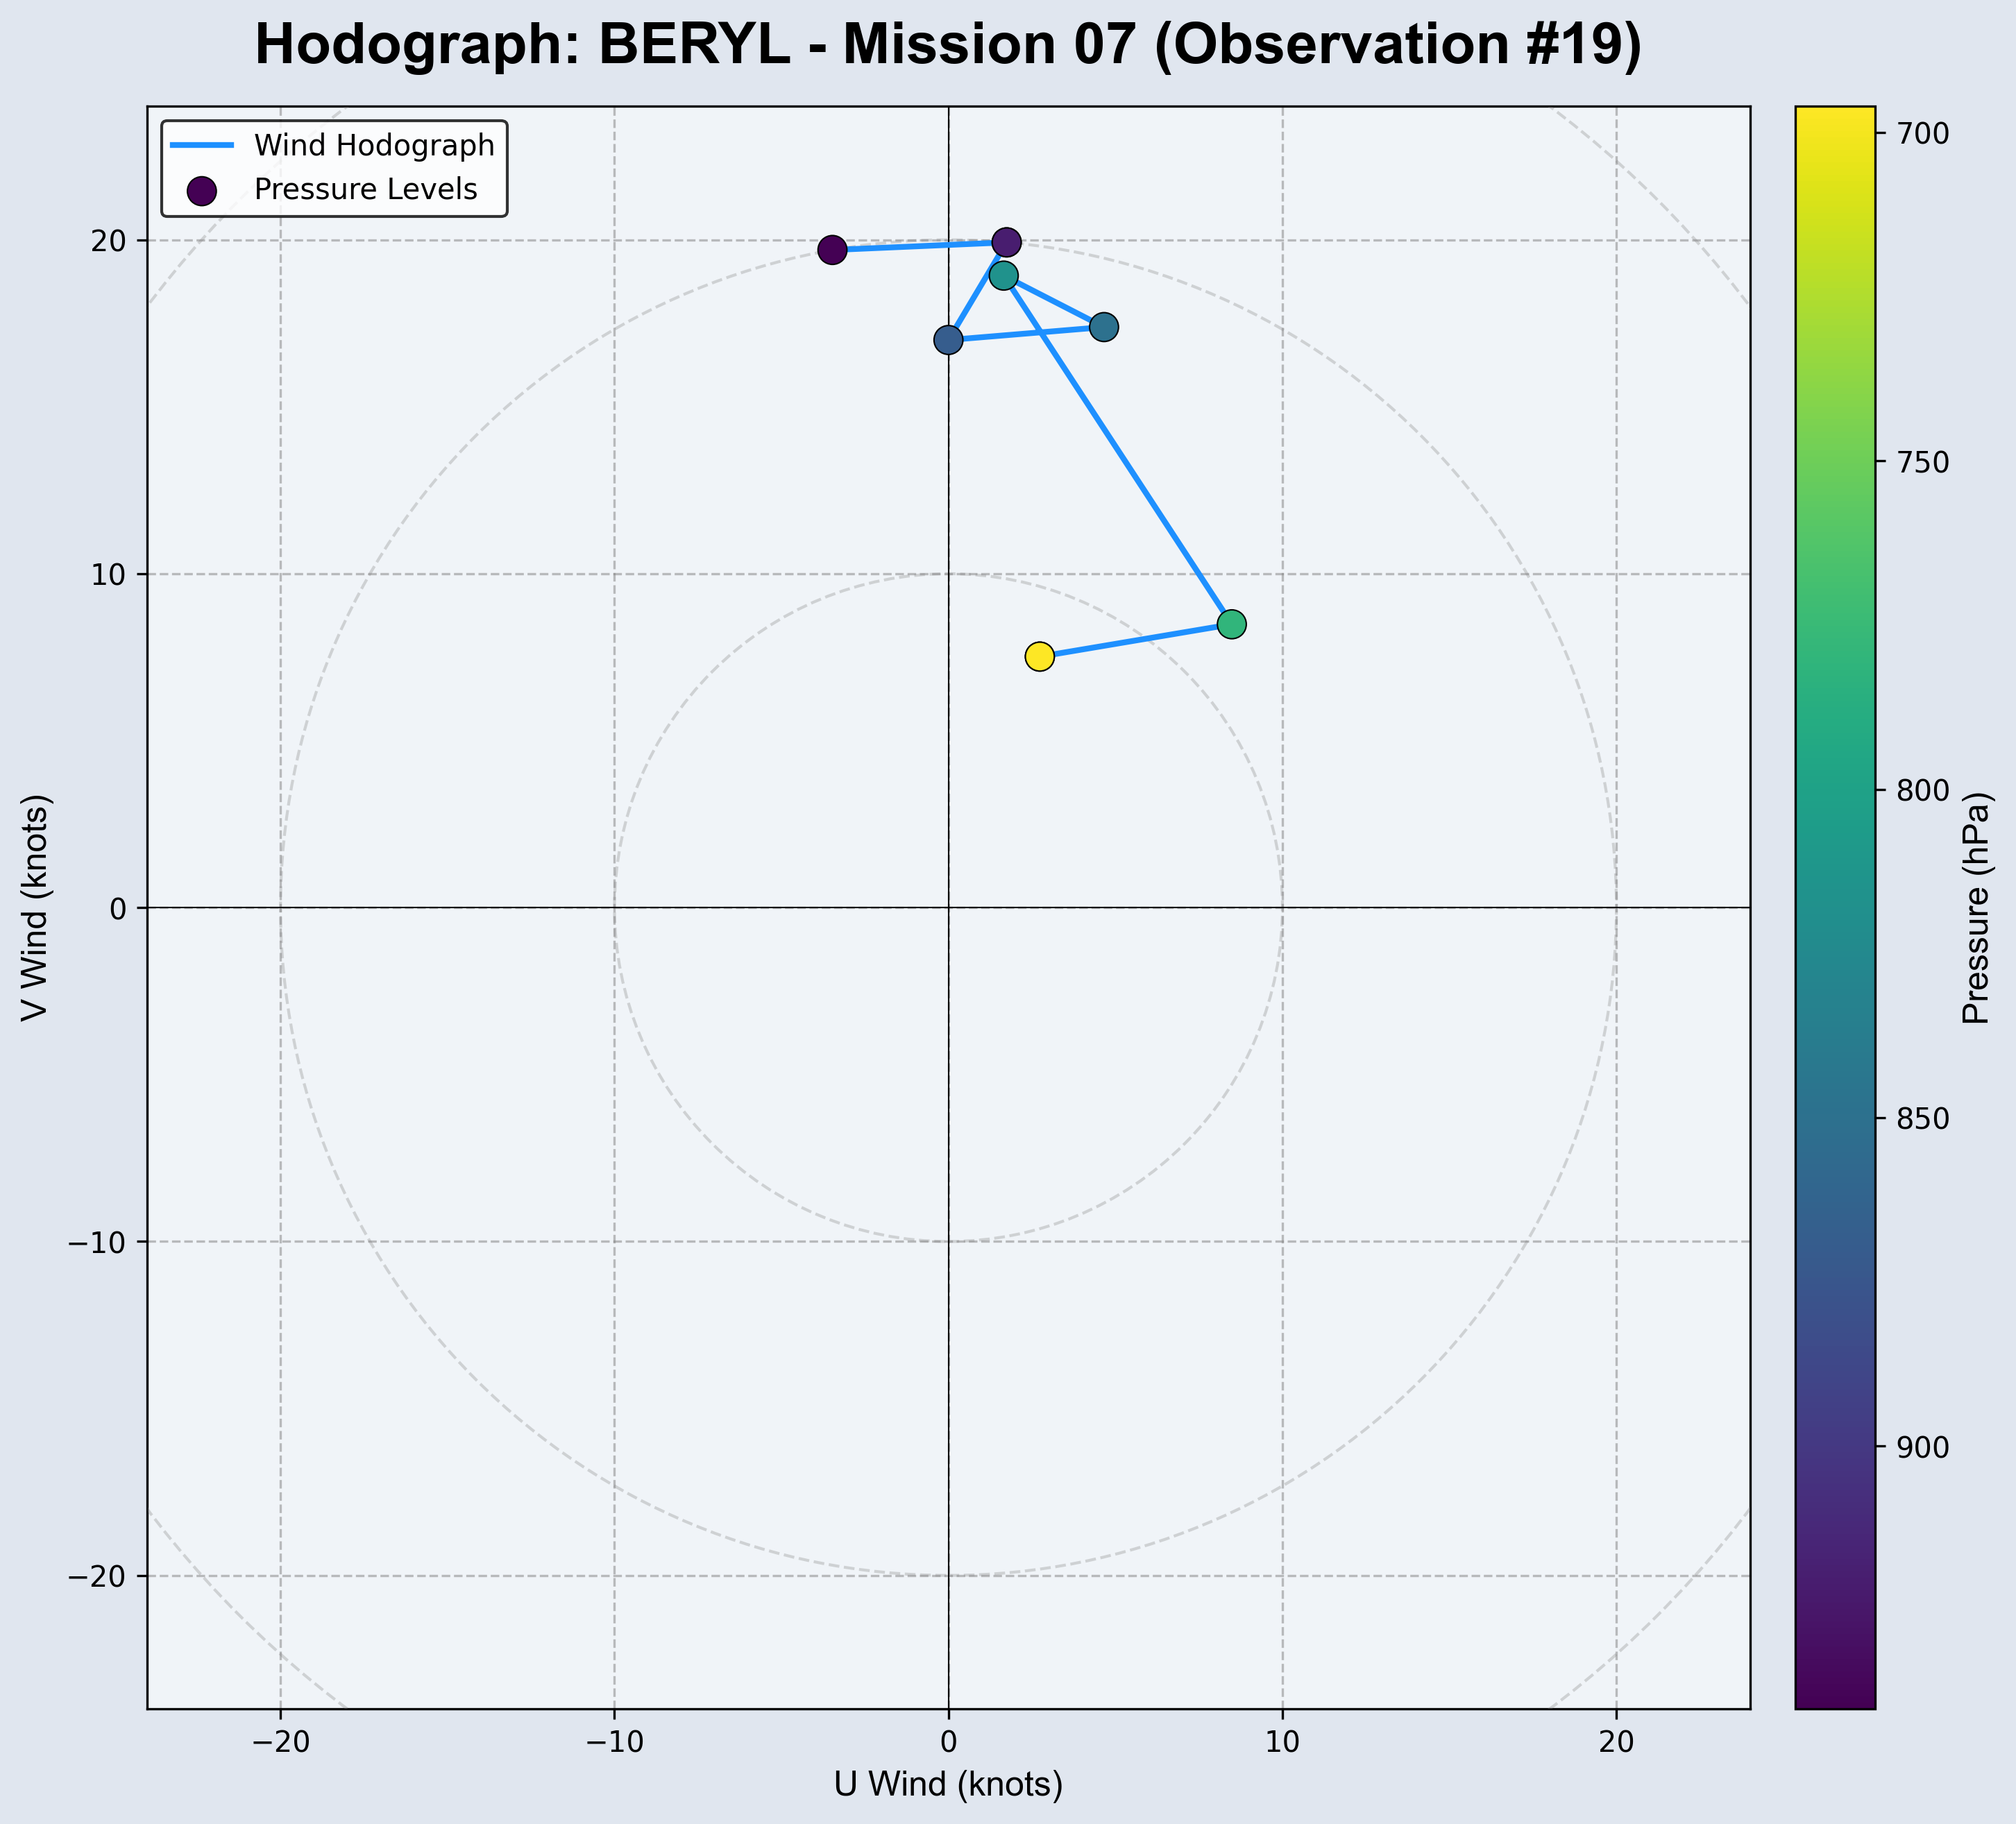 Hodograph: BERYL - Mission 07 (Observation #19)
Wind Hodograph
Pressure Levels
20
10
0
−10
−20
V Wind (knots)
−20
−10
0
10
20
U Wind (knots)
700
750
800
850
900
Pressure (hPa)